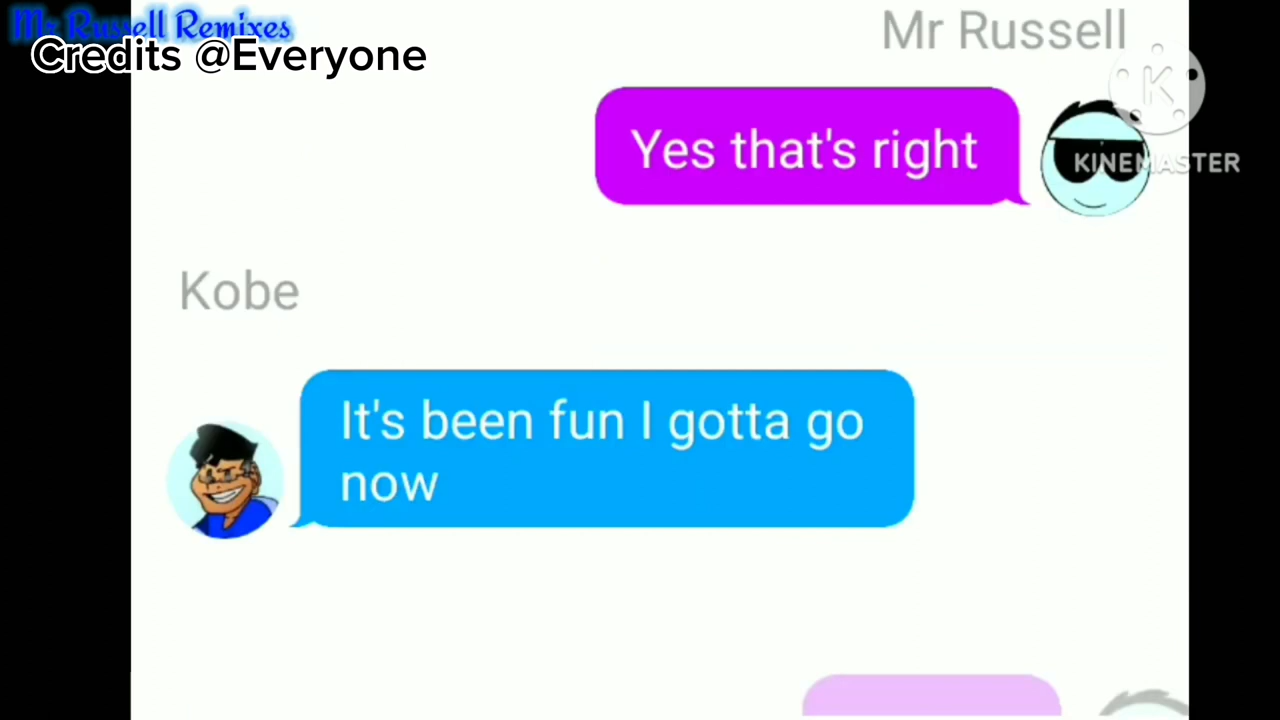 Mr Russell Remixes
Credits @Everyone
Mr Russell
K
KINEMASTER
Yes that's right
Kobe
It's been fun I gotta go
now